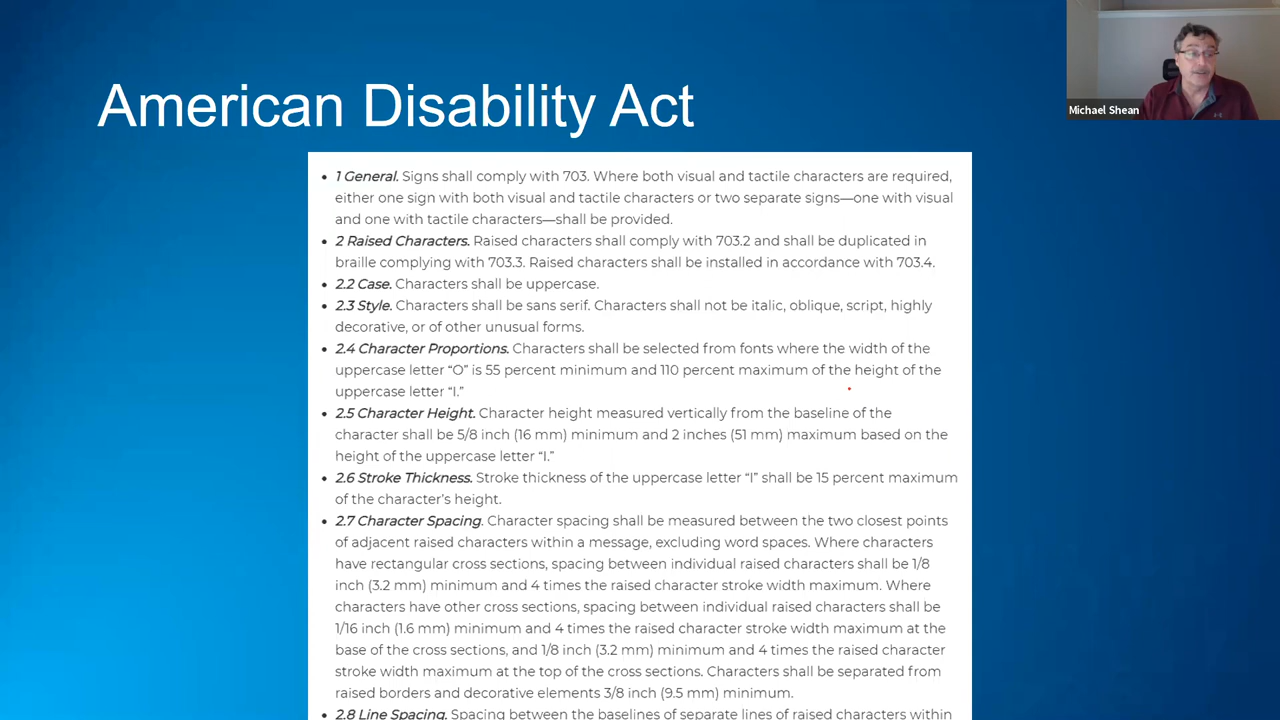 American Disability Act
Michael Shean
• 1 General. Signs shall comply with 703. Where both visual and tactile characters are required,
either one sign with both visual and tactile characters or two separate signs—one with visual
and one with tactile characters—shall be provided.
• 2 Raised Characters. Raised characters shall comply with 703.2 and shall be duplicated in
braille complying with 703.3. Raised characters shall be installed in accordance with 703.4.
• 2.2 Case. Characters shall be uppercase.
• 2.3 Style. Characters shall be sans serif. Characters shall not be italic, oblique, script, highly
decorative, or of other unusual forms.
• 2.4 Character Proportions. Characters shall be selected from fonts where the width of the
uppercase letter “O” is 55 percent minimum and 110 percent maximum of the height of the
uppercase letter “I.”
• 2.5 Character Height. Character height measured vertically from the baseline of the
character shall be 5/8 inch (16 mm) minimum and 2 inches (51 mm) maximum based on the
height of the uppercase letter “I.”
• 2.6 Stroke Thickness. Stroke thickness of the uppercase letter “I” shall be 15 percent maximum
of the character’s height.
• 2.7 Character Spacing. Character spacing shall be measured between the two closest points
of adjacent raised characters within a message, excluding word spaces. Where characters
have rectangular cross sections, spacing between individual raised characters shall be 1/8
inch (3.2 mm) minimum and 4 times the raised character stroke width maximum. Where
characters have other cross sections, spacing between individual raised characters shall be
1/16 inch (1.6 mm) minimum and 4 times the raised character stroke width maximum at the
base of the cross sections, and 1/8 inch (3.2 mm) minimum and 4 times the raised character
stroke width maximum at the top of the cross sections. Characters shall be separated from
raised borders and decorative elements 3/8 inch (9.5 mm) minimum.
• 2.8 Line Spacing. Spacing between the baselines of separate lines of raised characters within